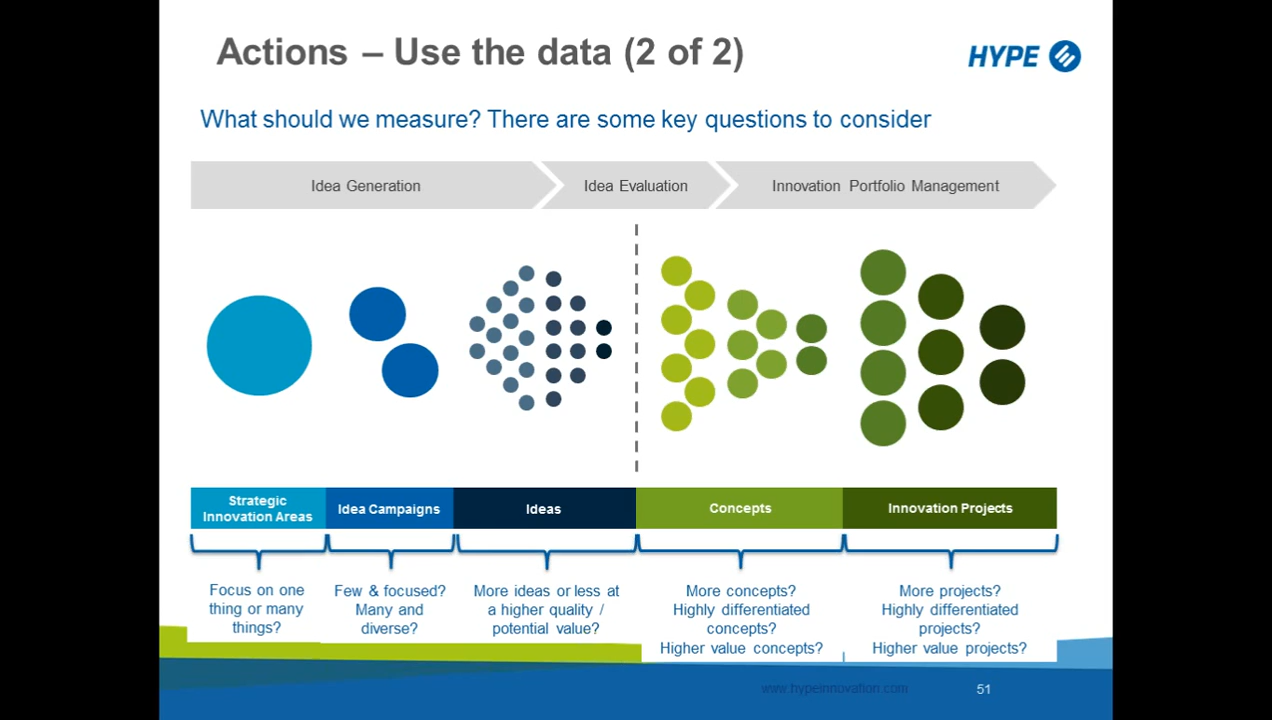 Actions – Use the data (2 of 2)
HYPE
What should we measure? There are some key questions to consider
Idea Generation
Idea Evaluation
Innovation Portfolio Management
Strategic
Innovation Areas
Idea Campaigns
Ideas
Concepts
Innovation Projects
Focus on one
thing or many
things?
Few & focused?
Many and
diverse?
More ideas or less at
a higher quality /
potential value?
More concepts?
Highly differentiated
concepts?
Higher value concepts?
More projects?
Highly differentiated
projects?
Higher value projects?
www.hypeinnovation.com
51